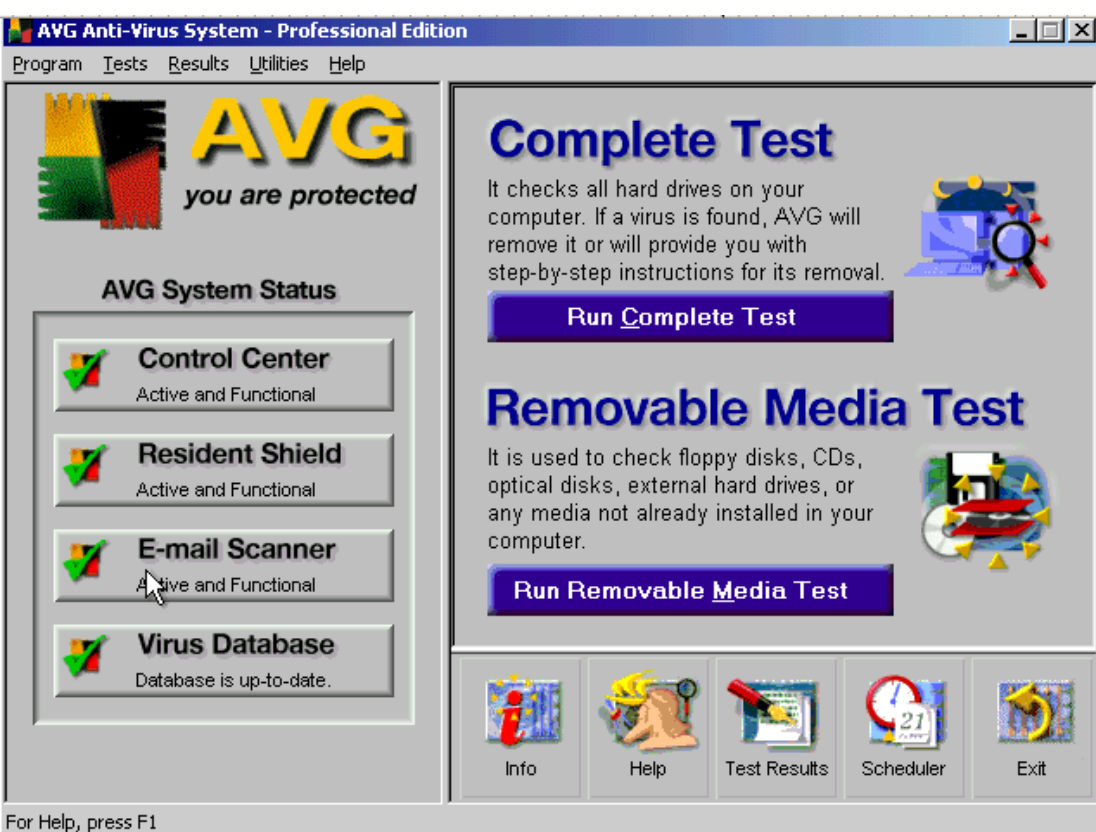 AVG Anti-Virus System - Professional Edition
Program Tests Results Utilities Help
AVG
you are protected
AVG System Status
Control Center
Active and Functional
Resident Shield
Active and Functional
E-mail Scanner
Active and Functional
Virus Database
Database is up-to-date.
Complete Test
It checks all hard drives on your
computer. If a virus is found, AVG will
remove it or will provide you with
step-by-step instructions for its removal.
Run Complete Test
Removable Media Test
It is used to check floppy disks, CDs,
optical disks, external hard drives, or
any media not already installed in your
computer.
Run Removable Media Test
21
Info Help Test Results Scheduler Exit
For Help, press F1